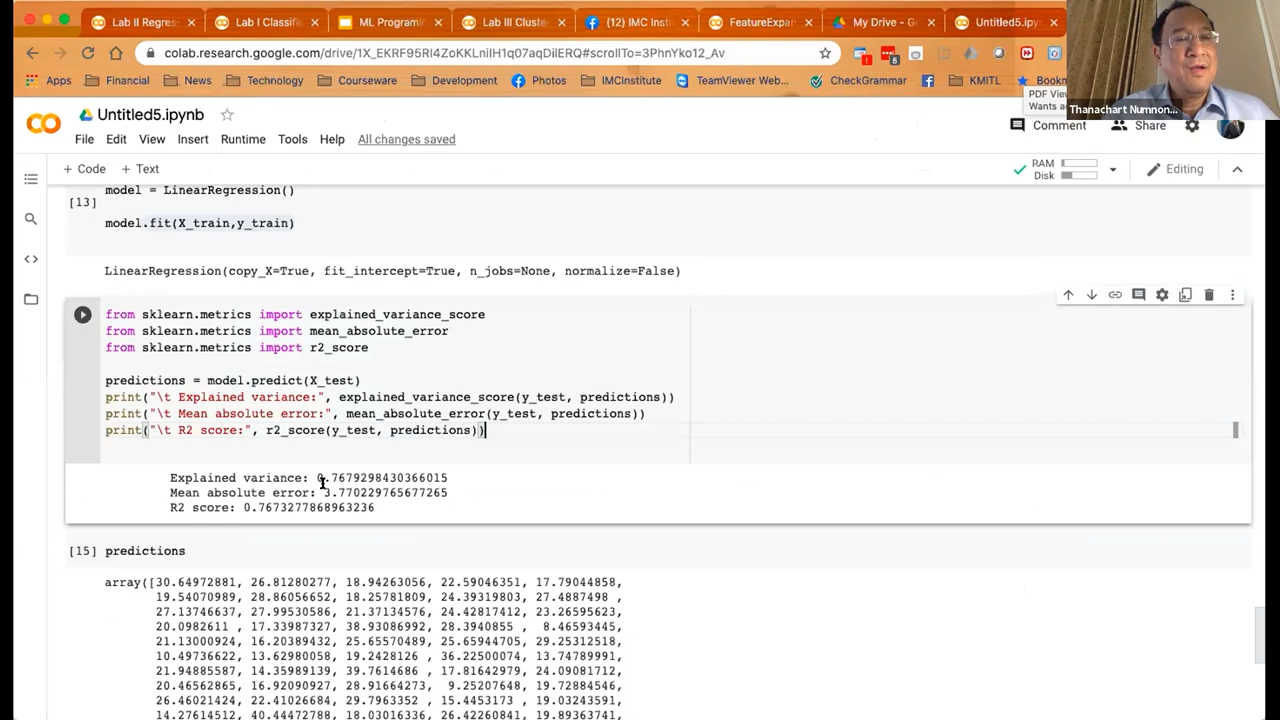 Lab II Regres:
Lab I Classifi
ML Programi
Lab III Cluste
(12) IMC Inst
FeatureExpan
My Drive - G
Untitled5.ipynb
colab.research.google.com/drive/1X_EKRF95RI4ZoKKLniIH1q07aqDilERQ#scrollTo=3PhnYko12_Av
5
Apps
Financial
News
Technology
Courseware
Development
Photos
IMCInstitute
TeamViewer Web...
CheckGrammar
KMITL
Bookm
PDF View
Wants a
Thanachart Numnon...
Untitled5.ipynb
File Edit View Insert Runtime Tools Help All changes saved
Comment
Share
+ Code + Text
RAM
Disk
Editing
model = LinearRegression()
[13]
model.fit(X_train,y_train)
LinearRegression(copy_X=True, fit_intercept=True, n_jobs=None, normalize=False)
from sklearn.metrics import explained_variance_score
from sklearn.metrics import mean_absolute_error
from sklearn.metrics import r2_score
predictions = model.predict(X_test)
print("\t Explained variance:", explained_variance_score(y_test, predictions))
print("\t Mean absolute error:", mean_absolute_error(y_test, predictions))
print("\t R2 score:", r2_score(y_test, predictions))
Explained variance: 0.7679298430366015
Mean absolute error: 3.770229765677265
R2 score: 0.7673277868963236
[15] predictions
array([30.64972881, 26.81280277, 18.94263056, 22.59046351, 17.79044858,
19.54070989, 28.86056652, 18.25781809, 24.39319803, 27.4887498 ,
27.13746637, 27.99530586, 21.37134576, 24.42817412, 23.26595623,
20.0982611 , 17.33987327, 38.93086992, 28.3940855 , 8.46593445,
21.13000924, 16.20389432, 25.65570489, 25.65944705, 29.25312518,
10.49736622, 13.62980058, 19.2428126 , 36.22500074, 13.74789991,
21.94885587, 14.35989139, 39.7614686 , 17.81642979, 24.09081712,
20.46562865, 16.92090927, 28.91664273, 9.25207648, 19.72884546,
26.46021424, 22.41026684, 29.7963352 , 15.4453173 , 19.03243591,
14.27614512, 40.44472788, 18.03016336, 26.42260841, 19.89363741,